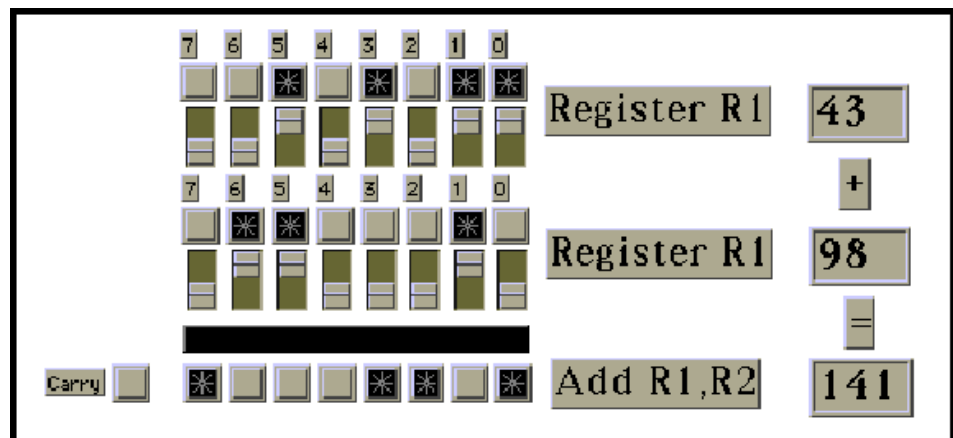 7 6 5 4 3 2 1 0
Register R1 43
+
7 6 5 4 3 2 1 0
Register R1 98
=
Carry Add R1,R2 141